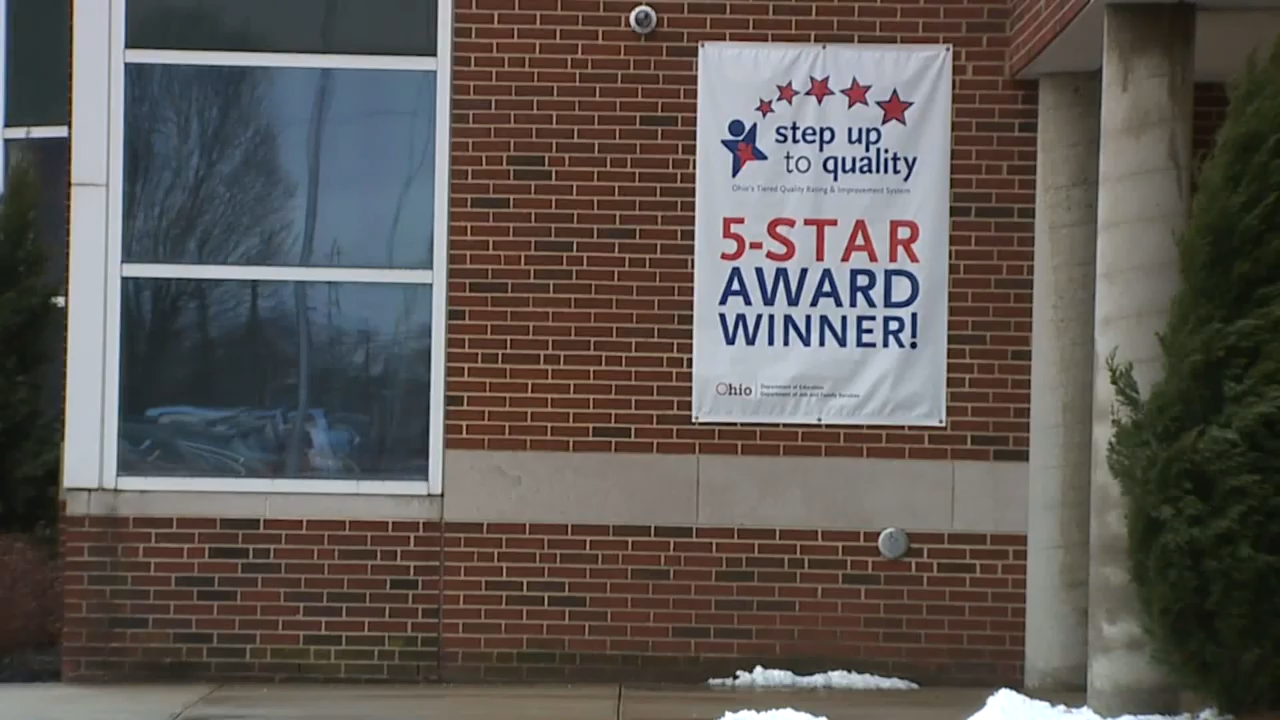 step up
to quality
Ohio's Tiered Quality Rating & Improvement System
5-STAR
AWARD
WINNER!
Ohio
Department of Education
Department of Job and Family Services